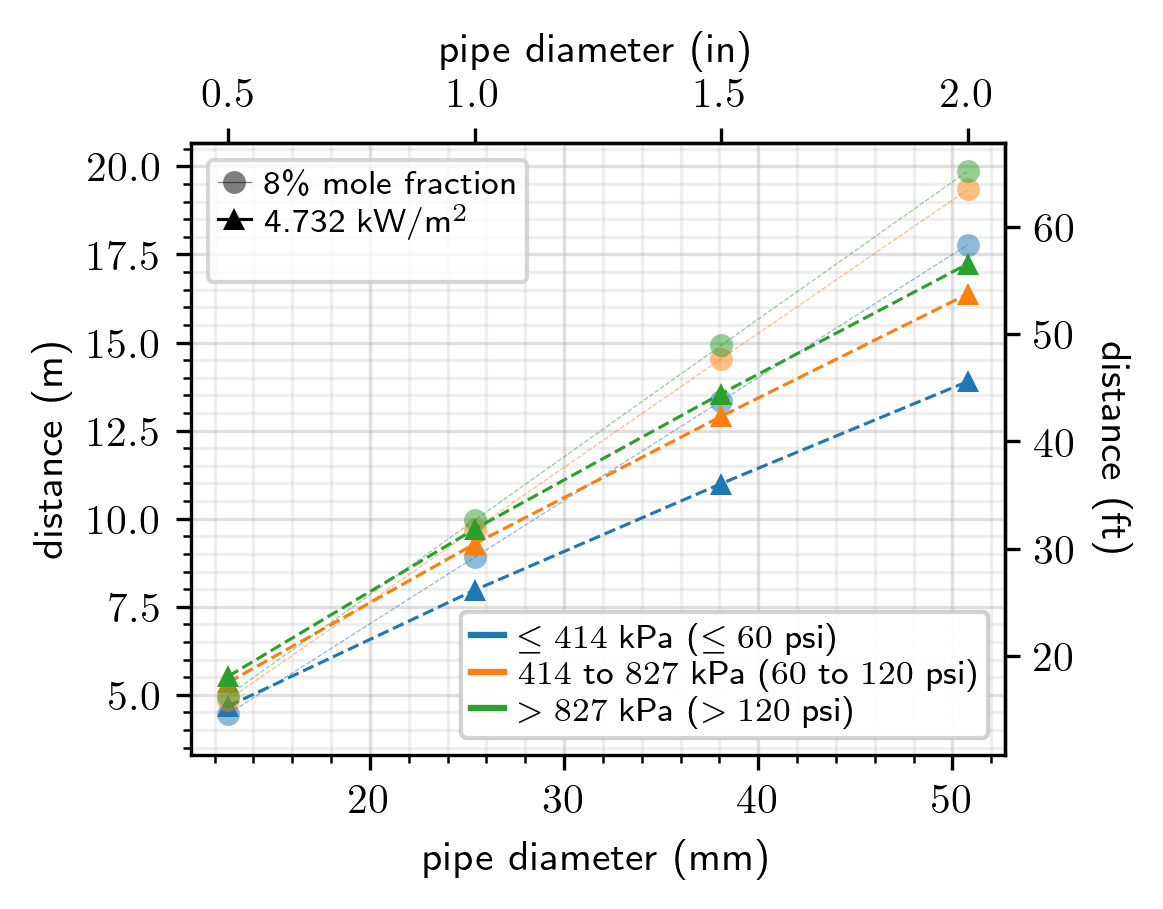 pipe diameter (in)
0.5 1.0 1.5 2.0
20.0
17.5
15.0
12.5
10.0
7.5
5.0
distance (m)
8% mole fraction
4.732 kW/m²
60
50
40
30
20
distance (ft)
≤ 414 kPa (≤ 60 psi)
414 to 827 kPa (60 to 120 psi)
> 827 kPa (> 120 psi)
20 30 40 50
pipe diameter (mm)